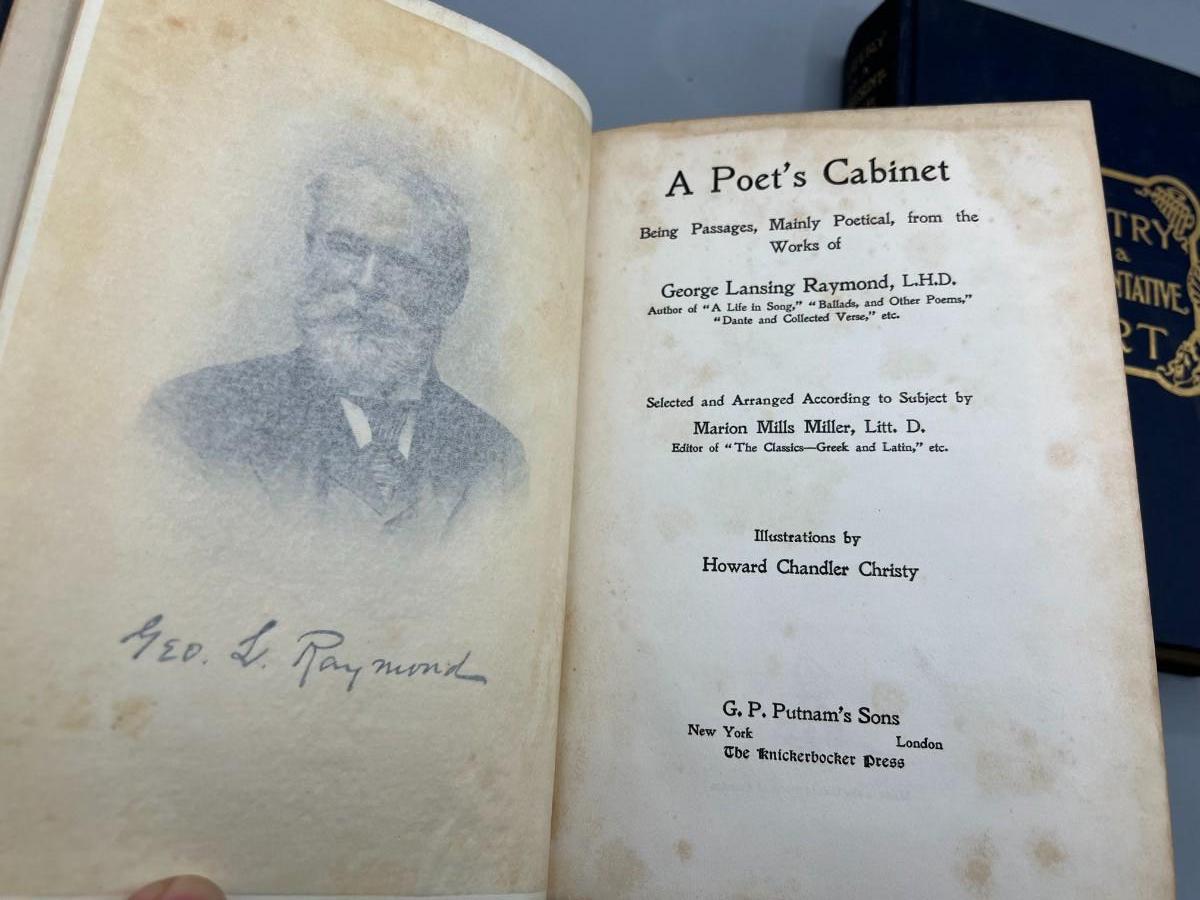 Geo. L. Raymond
A Poet's Cabinet
Being Passages, Mainly Poetical, from the
Works of
George Lansing Raymond, L.H.D.
Author of "A Life in Song," "Ballads, and Other Poems,"
"Dante and Collected Verse," etc.
Selected and Arranged According to Subject by
Marion Mills Miller, Litt. D.
Editor of "The Classics—Greek and Latin," etc.
Illustrations by
Howard Chandler Christy
G. P. Putnam's Sons
New York London
The Knickerbocker Press
TRY
a
NTATIVE
RT